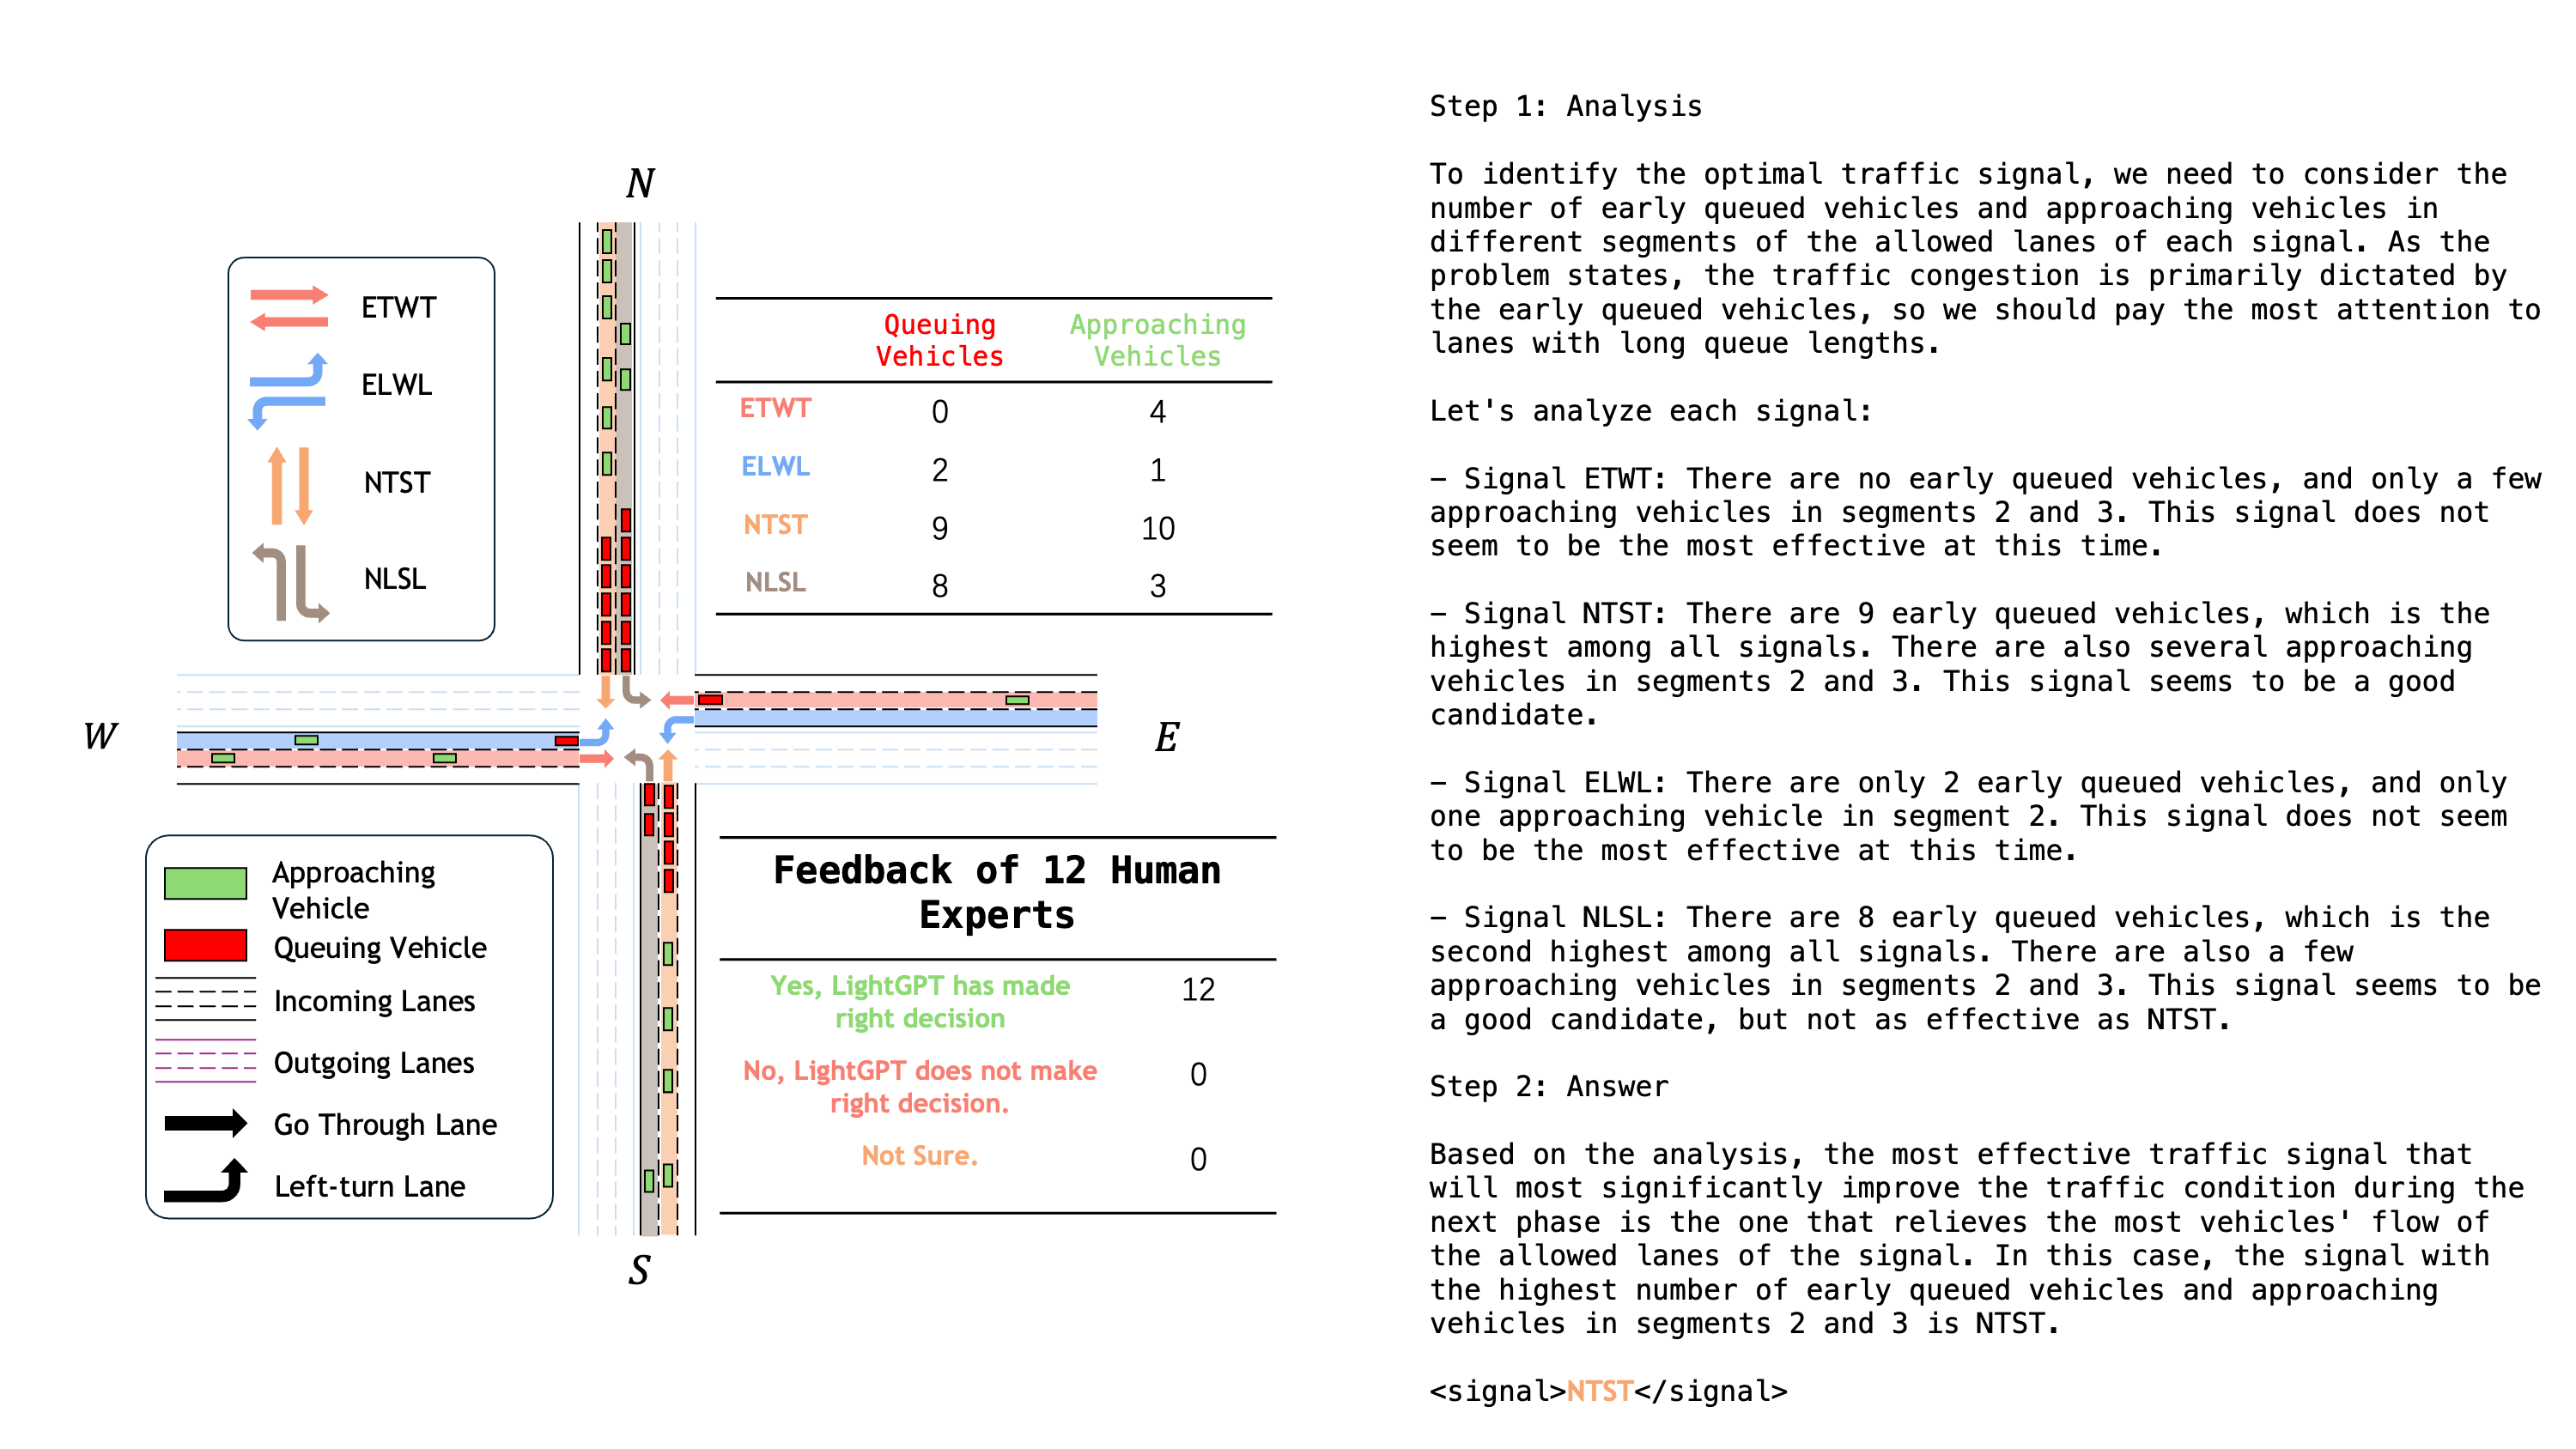 N
ETWT
ELWL
NTST
NLSL
Queuing Vehicles
Approaching Vehicles
ETWT 0 4
ELWL 2 1
NTST 9 10
NLSL 8 3
W
E
Approaching
Vehicle
Queuing Vehicle
Incoming Lanes
Outgoing Lanes
Go Through Lane
Left-turn Lane
Feedback of 12 Human
Experts
Yes, LightGPT has made
right decision
12
No, LightGPT does not make
right decision.
0
Not Sure.
0
S
Step 1: Analysis
To identify the optimal traffic signal, we need to consider the
number of early queued vehicles and approaching vehicles in
different segments of the allowed lanes of each signal. As the
problem states, the traffic congestion is primarily dictated by
the early queued vehicles, so we should pay the most attention to
lanes with long queue lengths.
Let's analyze each signal:
– Signal ETWT: There are no early queued vehicles, and only a few
approaching vehicles in segments 2 and 3. This signal does not
seem to be the most effective at this time.
– Signal NTST: There are 9 early queued vehicles, which is the
highest among all signals. There are also several approaching
vehicles in segments 2 and 3. This signal seems to be a good
candidate.
– Signal ELWL: There are only 2 early queued vehicles, and only
one approaching vehicle in segment 2. This signal does not seem
to be the most effective at this time.
– Signal NLSL: There are 8 early queued vehicles, which is the
second highest among all signals. There are also a few
approaching vehicles in segments 2 and 3. This signal seems to be
a good candidate, but not as effective as NTST.
Step 2: Answer
Based on the analysis, the most effective traffic signal that
will most significantly improve the traffic condition during the
next phase is the one that relieves the most vehicles' flow of
the allowed lanes of the signal. In this case, the signal with
the highest number of early queued vehicles and approaching
vehicles in segments 2 and 3 is NTST.
<signal>NTST</signal>